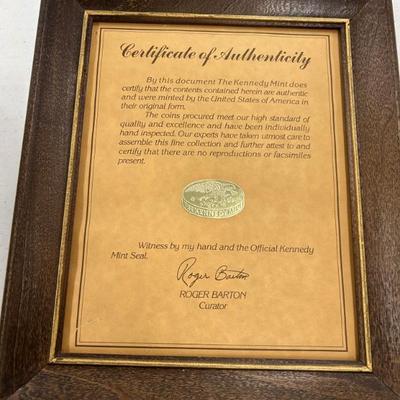 Certificate of Authenticity
By this document The Kennedy Mint does
certify that the contents contained herein are authentic
and were minted by the United States of America in
their original form.
The coins procured meet our high standard of
quality and excellence and have been individually
hand inspected. Our experts have taken utmost care to
assemble this fine collection and further attest to and
certify that there are no reproductions or facsimiles
present.
Witness by my hand and the Official Kennedy
Mint Seal.
Roger Barton
ROGER BARTON
Curator